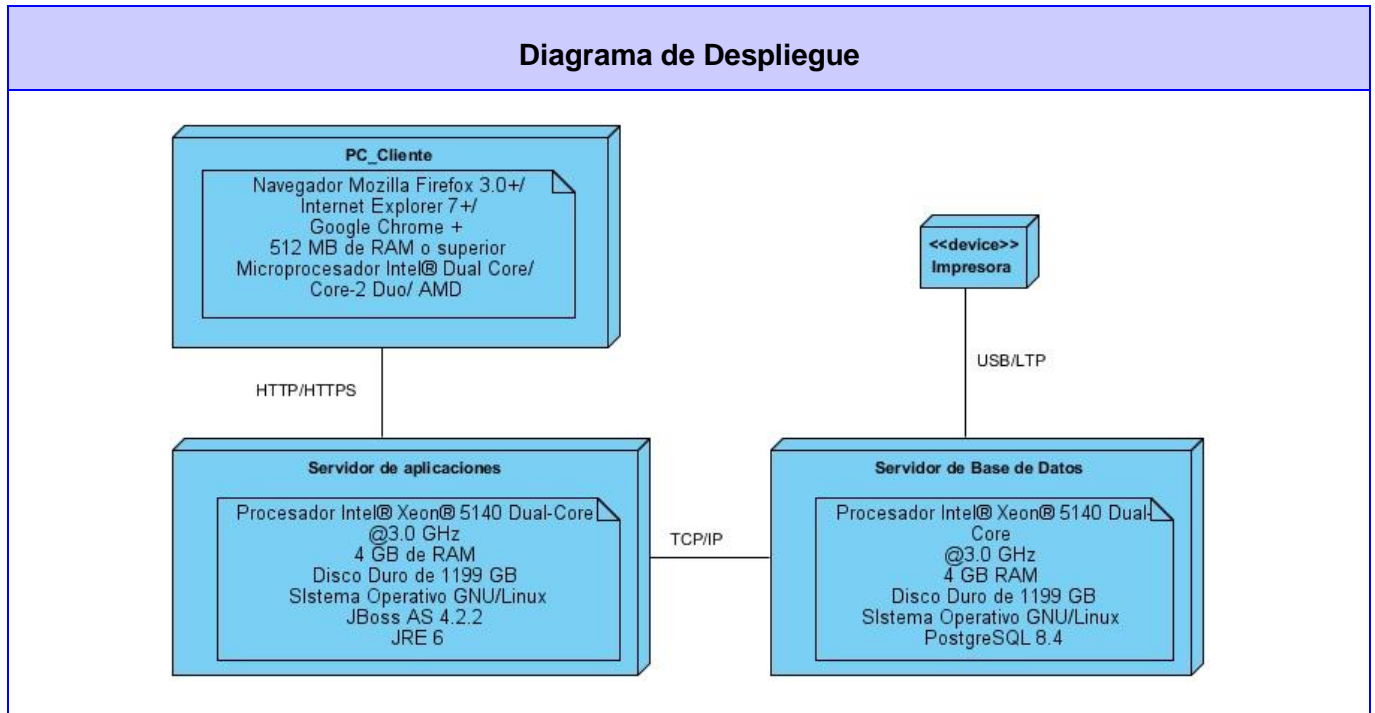 Diagrama de Despliegue
PC_Cliente
Navegador Mozilla Firefox 3.0+/
Internet Explorer 7+/
Google Chrome +
512 MB de RAM o superior
Microprocesador Intel® Dual Core/
Core-2 Duo/ AMD
<<device>>
Impresora
HTTP/HTTPS
USB/LTP
Servidor de aplicaciones
Procesador Intel® Xeon® 5140 Dual-Core
@3.0 GHz
4 GB de RAM
Disco Duro de 1199 GB
SIstema Operativo GNU/Linux
JBoss AS 4.2.2
JRE 6
TCP/IP
Servidor de Base de Datos
Procesador Intel® Xeon® 5140 Dual-
Core
@3.0 GHz
4 GB RAM
Disco Duro de 1199 GB
SIstema Operativo GNU/Linux
PostgreSQL 8.4